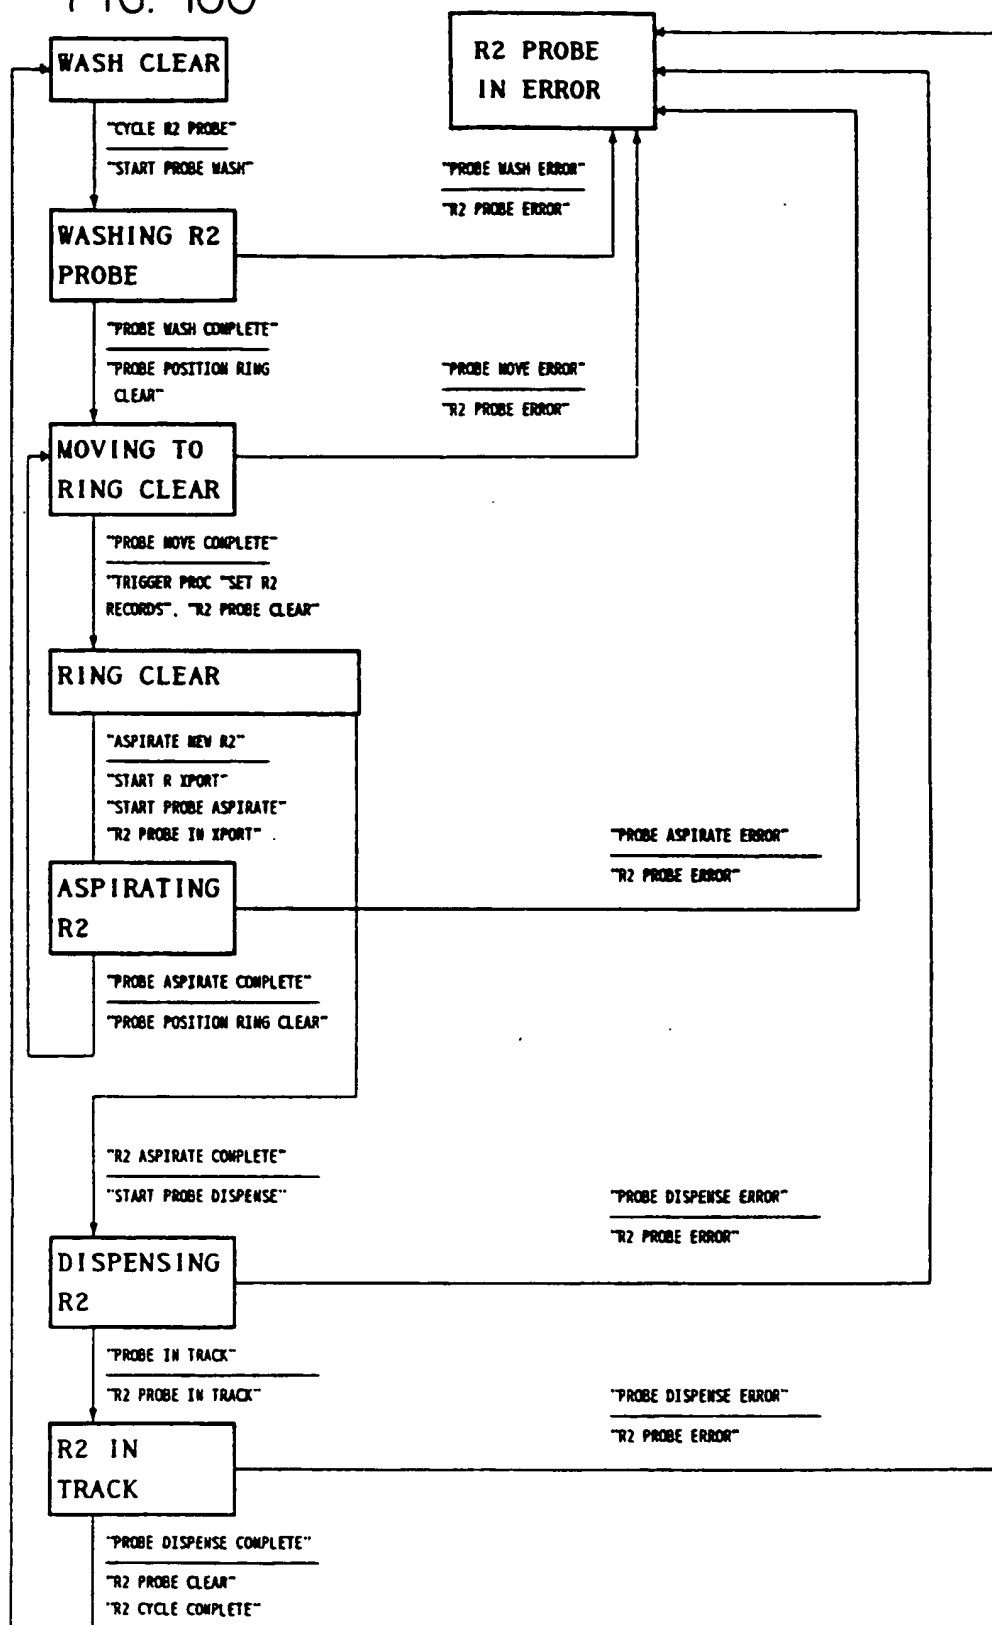 FIG. 100
WASH CLEAR
R2 PROBE
IN ERROR
"CYCLE R2 PROBE"
"START PROBE WASH"
"PROBE WASH ERROR"
"R2 PROBE ERROR"
WASHING R2
PROBE
"PROBE WASH COMPLETE"
"PROBE POSITION RING
CLEAR"
"PROBE MOVE ERROR"
"R2 PROBE ERROR"
MOVING TO
RING CLEAR
"PROBE MOVE COMPLETE"
"TRIGGER PROC "SET R2
RECORDS", "R2 PROBE CLEAR"
RING CLEAR
"ASPIRATE NEW R2"
"START R XPORT"
"START PROBE ASPIRATE"
"R2 PROBE IN XPORT"
"PROBE ASPIRATE ERROR"
"R2 PROBE ERROR"
ASPIRATING
R2
"PROBE ASPIRATE COMPLETE"
"PROBE POSITION RING CLEAR"
"R2 ASPIRATE COMPLETE"
"START PROBE DISPENSE"
"PROBE DISPENSE ERROR"
"R2 PROBE ERROR"
DISPENSING
R2
"PROBE IN TRACK"
"R2 PROBE IN TRACK"
"PROBE DISPENSE ERROR"
"R2 PROBE ERROR"
R2 IN
TRACK
"PROBE DISPENSE COMPLETE"
"R2 PROBE CLEAR"
"R2 CYCLE COMPLETE"